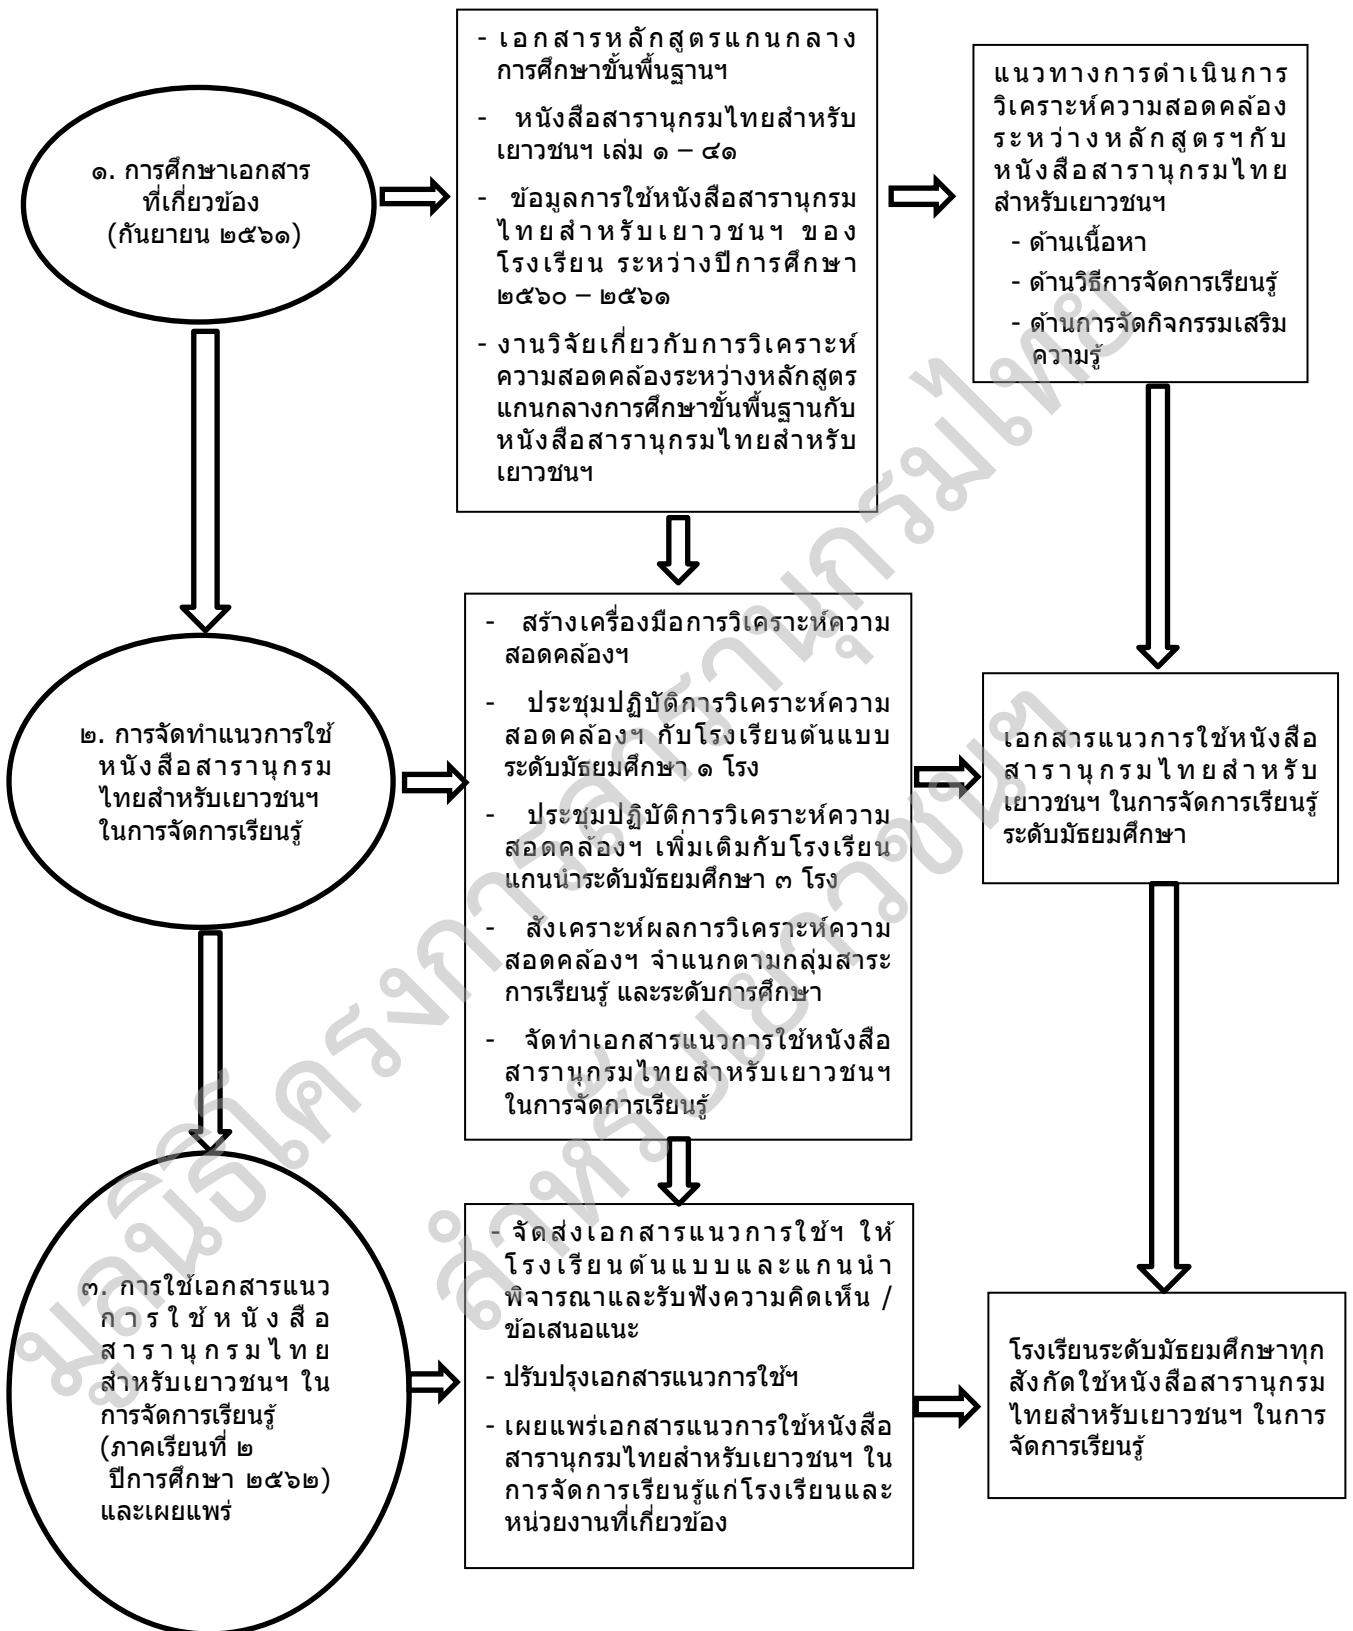 ๑. การศึกษาเอกสาร
ที่เกี่ยวข้อง
(กันยายน ๒๕๖๑)
- เอกสารหลักสูตรแกนกลาง
การศึกษาขั้นพื้นฐานฯ
- หนังสือสารานุกรมไทยสำหรับ
เยาวชนฯ เล่ม ๑ – ๔๑
- ข้อมูลการใช้หนังสือสารานุกรม
ไทยสำหรับเยาวชนฯ ของ
โรงเรียน ระหว่างปีการศึกษา
๒๕๖๐ – ๒๕๖๑
- งานวิจัยเกี่ยวกับการวิเคราะห์
ความสอดคล้องระหว่างหลักสูตร
แกนกลางการศึกษาขั้นพื้นฐานกับ
หนังสือสารานุกรมไทยสำหรับ
เยาวชนฯ
แนวทางการดำเนินการ
วิเคราะห์ความสอดคล้อง
ระหว่างหลักสูตรฯกับ
หนังสือสารานุกรมไทย
สำหรับเยาวชนฯ
- ด้านเนื้อหา
- ด้านวิธีการจัดการเรียนรู้
- ด้านการจัดกิจกรรมเสริม
ความรู้
๒. การจัดทำแนวการใช้
หนังสือสารานุกรม
ไทยสำหรับเยาวชนฯ
ในการจัดการเรียนรู้
- สร้างเครื่องมือการวิเคราะห์ความ
สอดคล้องฯ
- ประชุมปฏิบัติการวิเคราะห์ความ
สอดคล้องฯ กับโรงเรียนต้นแบบ
ระดับมัธยมศึกษา ๑ โรง
- ประชุมปฏิบัติการวิเคราะห์ความ
สอดคล้องฯ เพิ่มเติมกับโรงเรียน
แกนนำระดับมัธยมศึกษา ๓ โรง
- สังเคราะห์ผลการวิเคราะห์ความ
สอดคล้องฯ จำแนกตามกลุ่มสาระ
การเรียนรู้ และระดับการศึกษา
- จัดทำเอกสารแนวการใช้หนังสือ
สารานุกรมไทยสำหรับเยาวชนฯ
ในการจัดการเรียนรู้
เอกสารแนวการใช้หนังสือ
สารานุกรมไทยสำหรับ
เยาวชนฯ ในการจัดการเรียนรู้
ระดับมัธยมศึกษา
๓. การใช้เอกสารแนว
การใช้หนังสือ
สารานุกรมไทย
สำหรับเยาวชนฯ ใน
การจัดการเรียนรู้
(ภาคเรียนที่ ๒
ปีการศึกษา ๒๕๖๒)
และเผยแพร่
- จัดส่งเอกสารแนวการใช้ฯ ให้
โรงเรียนต้นแบบและแกนนำ
พิจารณาและรับฟังความคิดเห็น /
ข้อเสนอแนะ
- ปรับปรุงเอกสารแนวการใช้ฯ
- เผยแพร่เอกสารแนวการใช้หนังสือ
สารานุกรมไทยสำหรับเยาวชนฯ ใน
การจัดการเรียนรู้แก่โรงเรียนและ
หน่วยงานที่เกี่ยวข้อง
โรงเรียนระดับมัธยมศึกษาทุก
สังกัดใช้หนังสือสารานุกรม
ไทยสำหรับเยาวชนฯ ในการ
จัดการเรียนรู้
มูลนิธิโครงการสารานุกรมไทย
สำหรับเยาวชนฯ